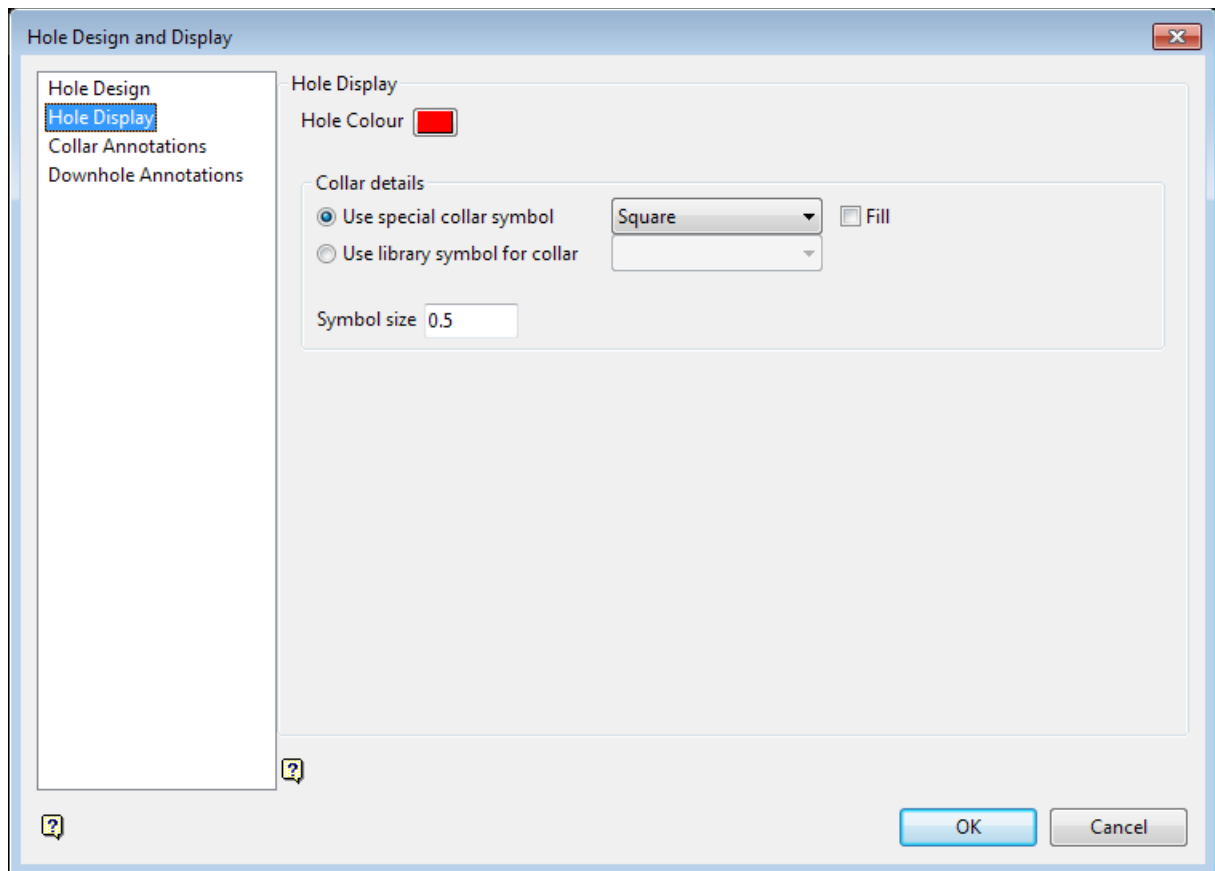 Hole Design and Display
Hole Design
Hole Display
Collar Annotations
Downhole Annotations
Hole Display
Hole Colour
Collar details
Use special collar symbol Square Fill
Use library symbol for collar
Symbol size 0.5
?
?
OK Cancel